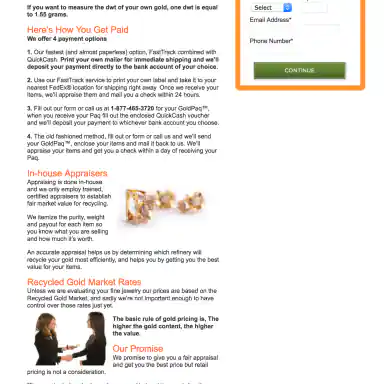 If you want to measure the dwt of your own gold, one dwt is equal
to 1.55 grams.
Here's How You Get Paid
We offer 4 payment options
1. Our fastest (and almost paperless) option, FastTrack combined with
QuickCash. Print your own mailer for immediate shipping and we'll
deposit your payment directly to the bank account of your choice.
2. Use our FastTrack service to print your own label and take it to your
nearest FedEx® location for shipping right away. Once we receive your
items, we'll appraise them and mail you a check within 24 hours.
3. Fill out our form or call us at 1-877-465-3720 for your GoldPaq™,
when you receive your Paq fill out the enclosed QuickCash voucher
and we'll deposit your payment to whichever bank account you choose.
4. The old fashioned method, fill out or form or call us and we'll send
your GoldPaq™, enclose your items and mail it back to us. We'll
appraise your items and get you a check within a day of receiving your
Paq.
In-house Appraisers
Appraising is done in-house
and we only employ trained,
certified appraisers to establish
fair market value for recycling.
We itemize the purity, weight
and payout for each item so
you know what you are selling
and how much it's worth.
An accurate appraisal helps us by determining which refinery will
recycle your gold most efficiently, and helps you by getting you the best
value for your items.
Recycled Gold Market Rates
Unless we are evaluating your fine jewelry our prices are based on the
Recycled Gold Market, and sadly we're not important enough to have
control over those rates just yet.
The basic rule of gold pricing is, The
higher the gold content, the higher
the value.
Our Promise
We promise to give you a fair appraisal
and get you the best price but retail
pricing is not a consideration.
Select
Email Address*
Phone Number*
CONTINUE